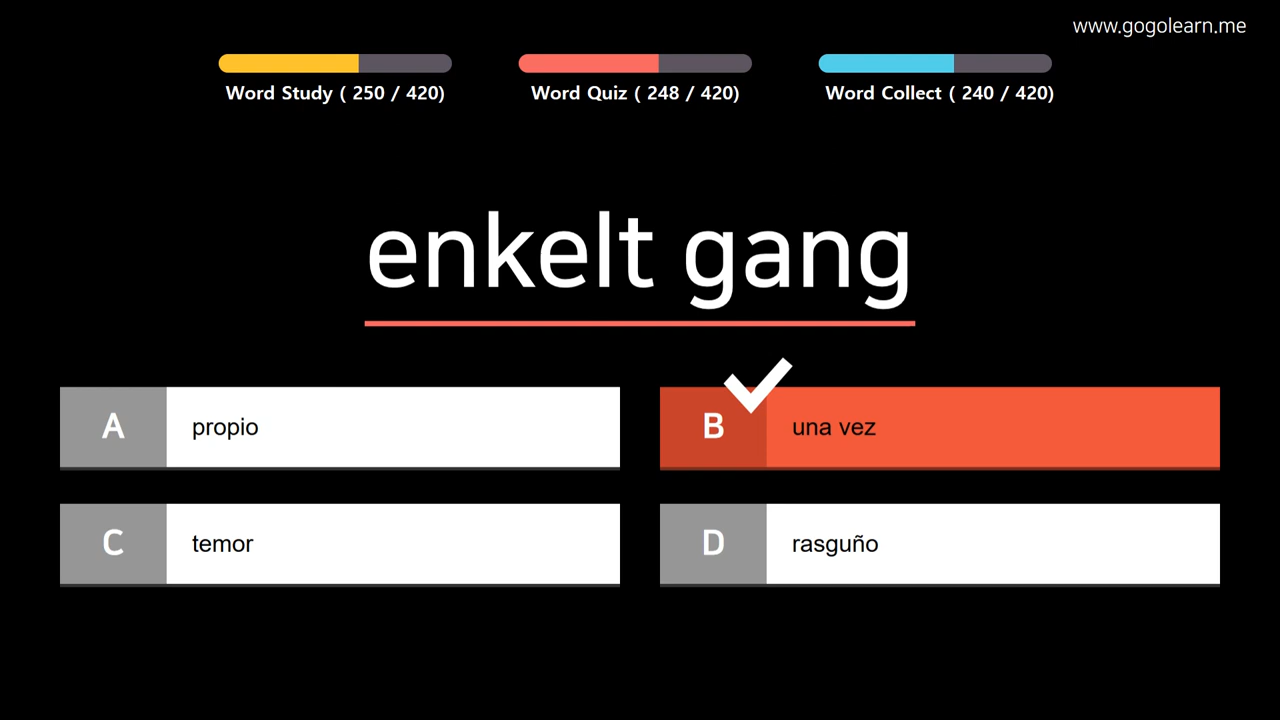 www.gogolearn.me
Word Study ( 250 / 420)
Word Quiz ( 248 / 420)
Word Collect ( 240 / 420)
enkelt gang
A propio
B una vez
C temor
D rasguño